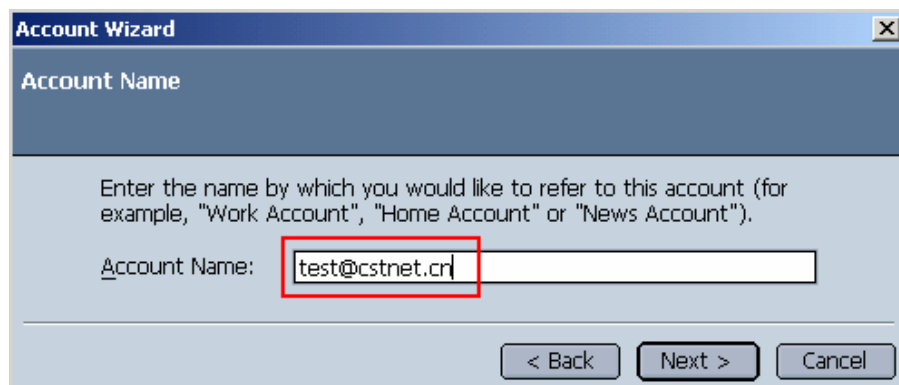 Account Wizard
Account Name
Enter the name by which you would like to refer to this account (for
example, "Work Account", "Home Account" or "News Account").
Account Name: test@cstnet.cn
< Back Next > Cancel